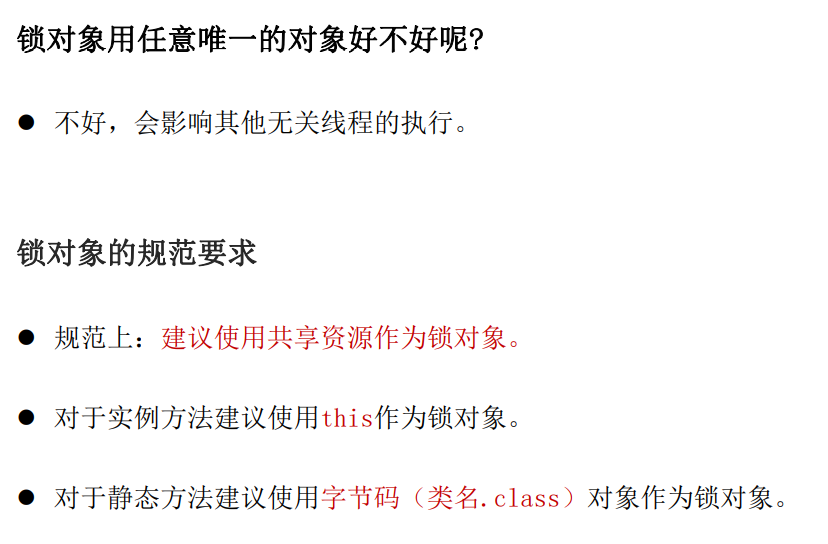 锁对象用任意唯一的对象好不好呢?
● 不好，会影响其他无关线程的执行。
锁对象的规范要求
● 规范上：建议使用共享资源作为锁对象。
● 对于实例方法建议使用this作为锁对象。
● 对于静态方法建议使用字节码（类名.class）对象作为锁对象。